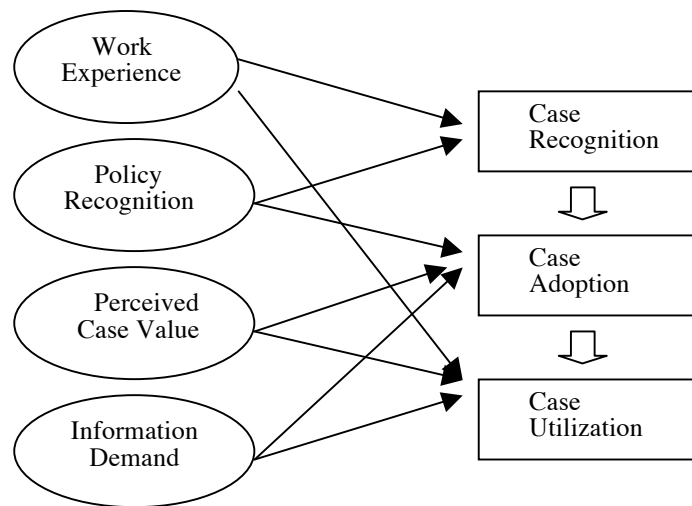 Work
Experience
Policy
Recognition
Perceived
Case Value
Information
Demand
Case
Recognition
Case
Adoption
Case
Utilization